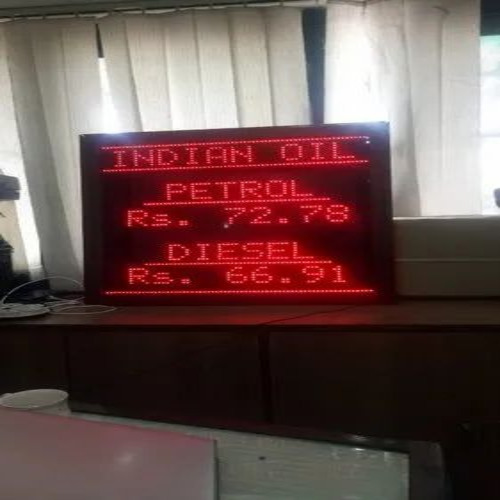 INDIAN OIL
PETROL
Rs. 72.78
DIESEL
Rs. 66.91